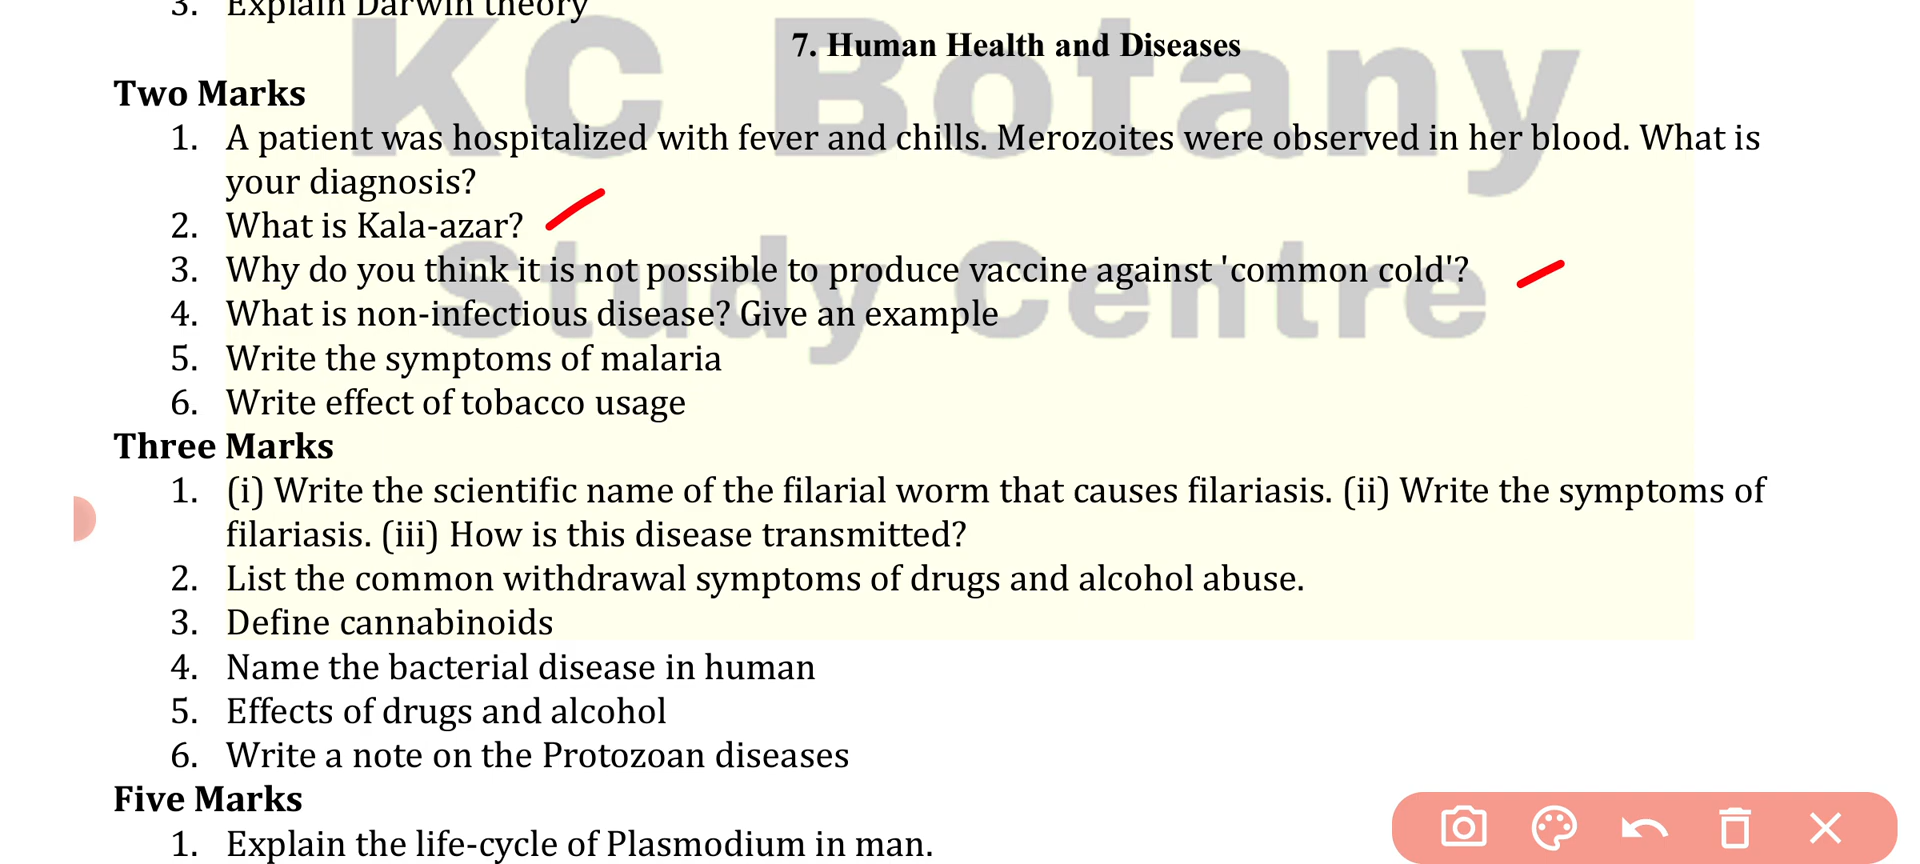 3. Explain Darwin theory
7. Human Health and Diseases
Two Marks
1. A patient was hospitalized with fever and chills. Merozoites were observed in her blood. What is
your diagnosis?
2. What is Kala-azar?
3. Why do you think it is not possible to produce vaccine against 'common cold'?
4. What is non-infectious disease? Give an example
5. Write the symptoms of malaria
6. Write effect of tobacco usage
Three Marks
1. (i) Write the scientific name of the filarial worm that causes filariasis. (ii) Write the symptoms of
filariasis. (iii) How is this disease transmitted?
2. List the common withdrawal symptoms of drugs and alcohol abuse.
3. Define cannabinoids
4. Name the bacterial disease in human
5. Effects of drugs and alcohol
6. Write a note on the Protozoan diseases
Five Marks
1. Explain the life-cycle of Plasmodium in man.
KC Botany
Study Centre